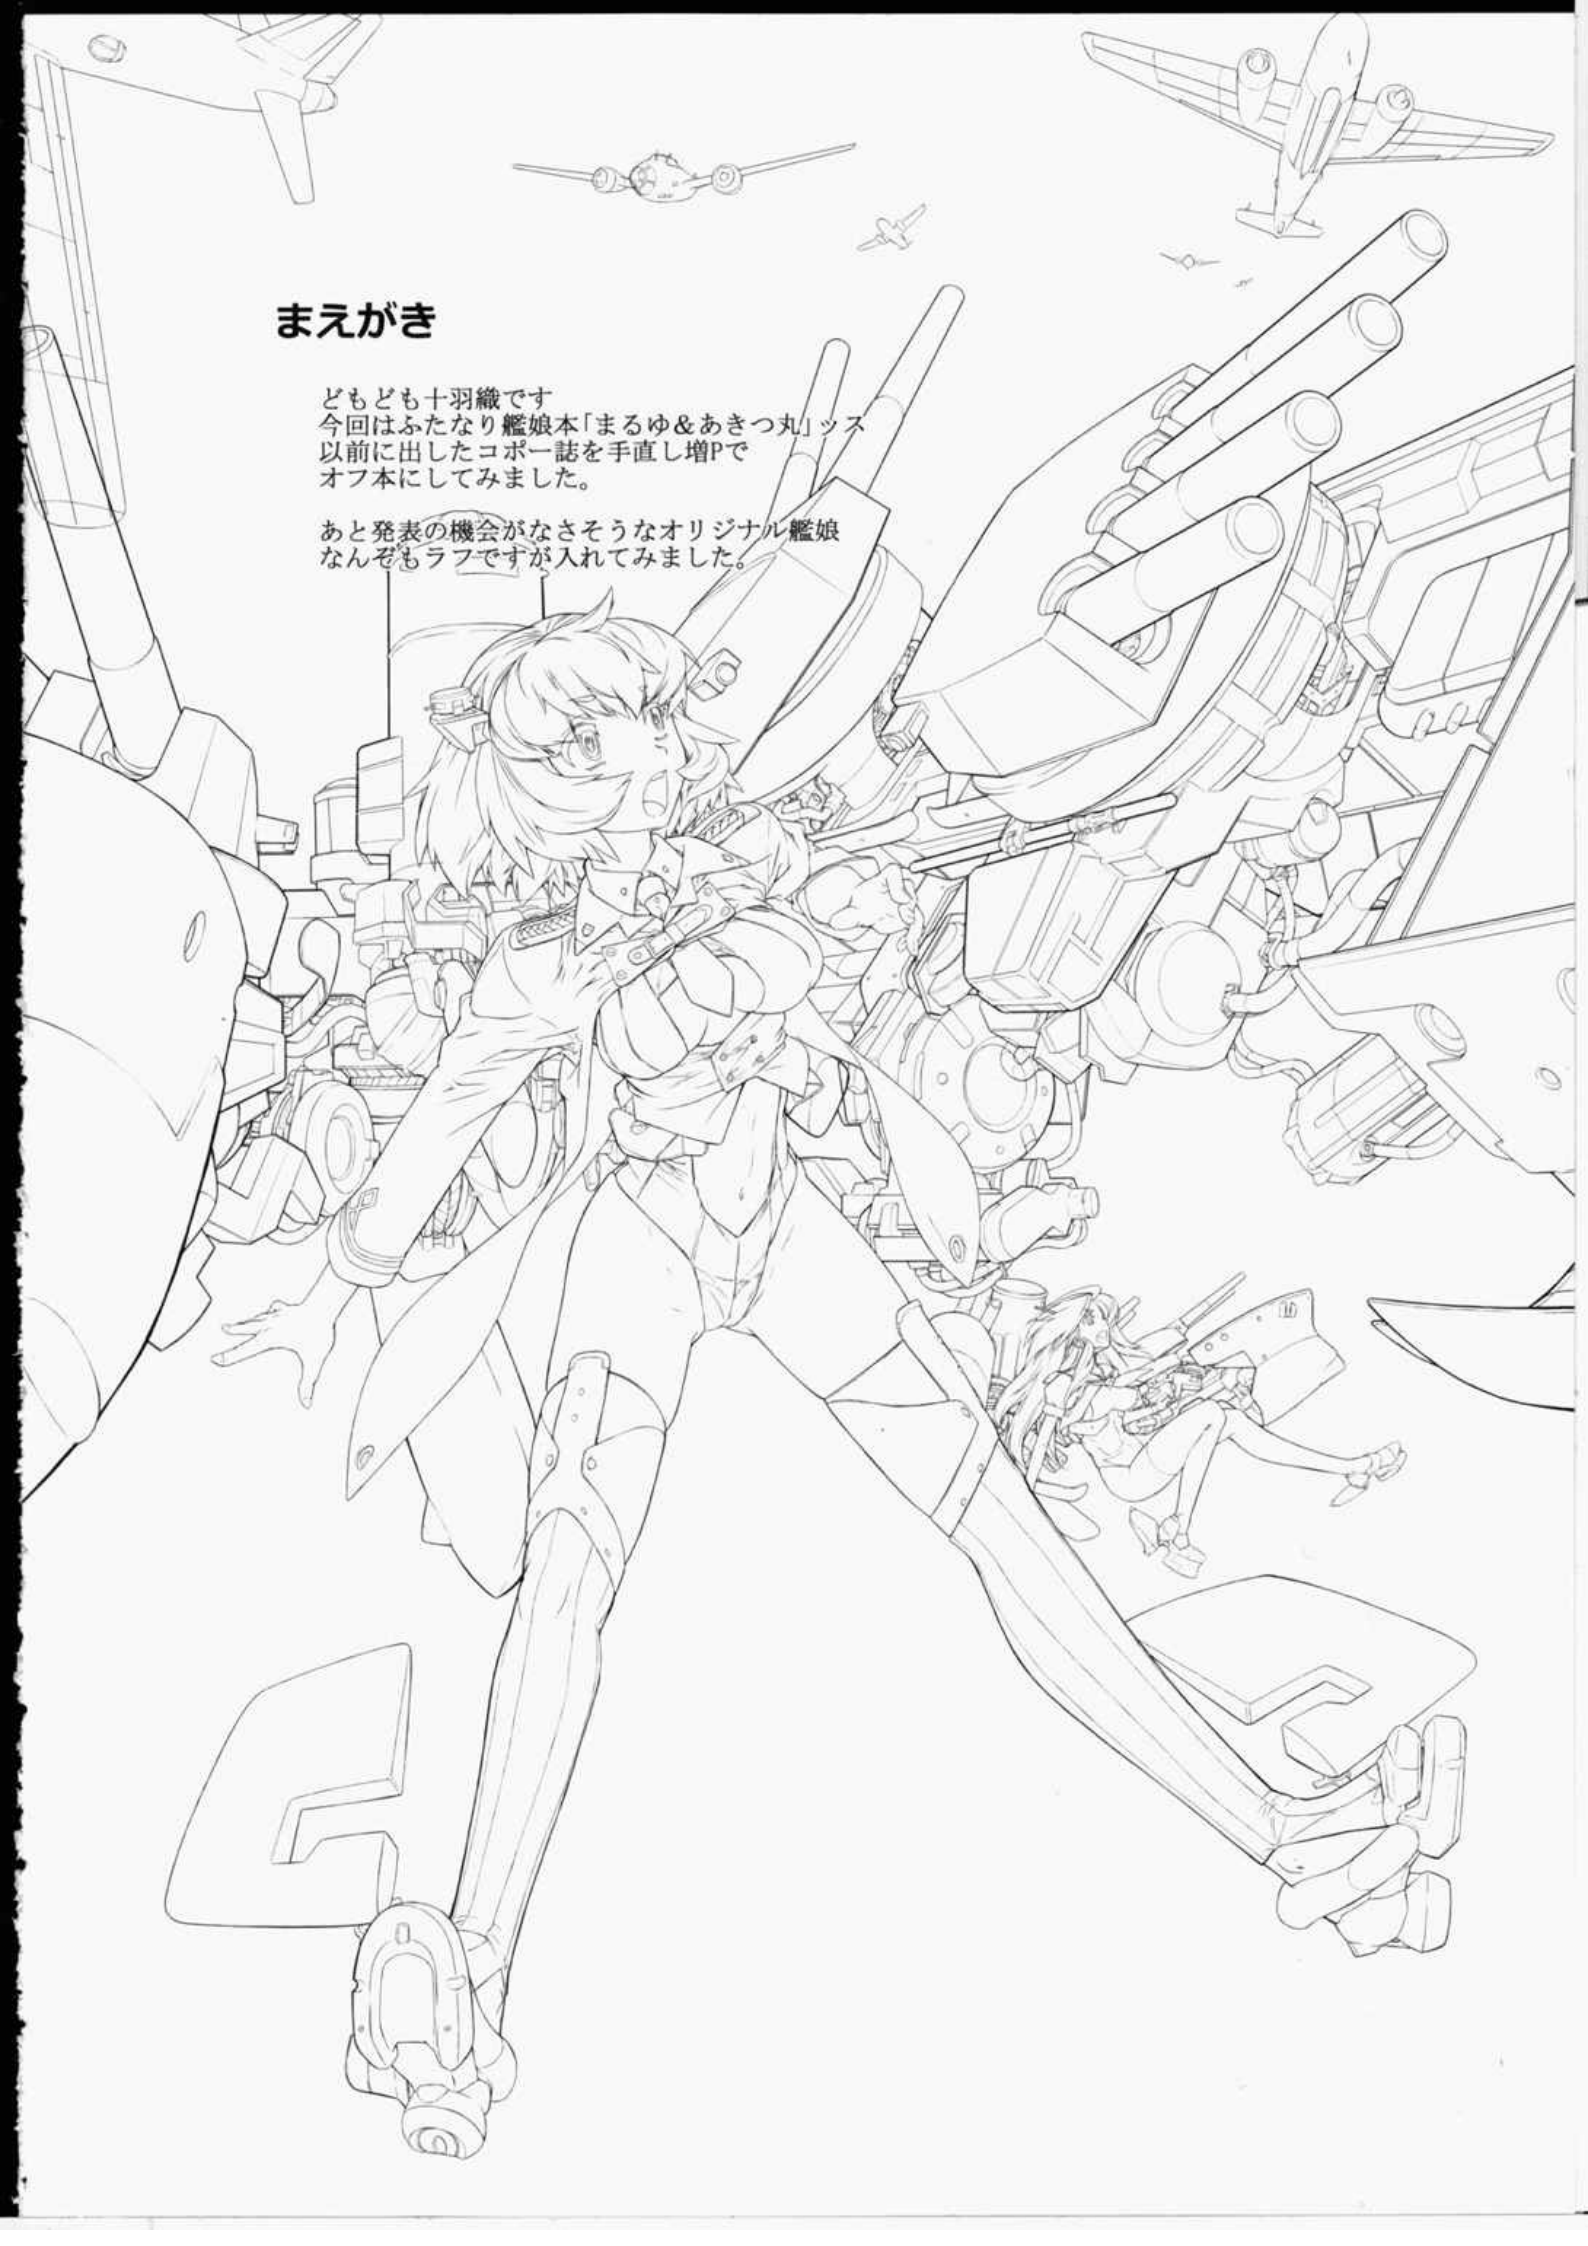 まえがき
どもども十羽織です
今回はふたなり艦娘本「まるゆ&あきつ丸」ッス
以前に出したコポー誌を手直し増Pで
オフ本にしてみました。
あと発表の機会がなさそうなオリジナル艦娘
なんぞもラフですが入れてみました。